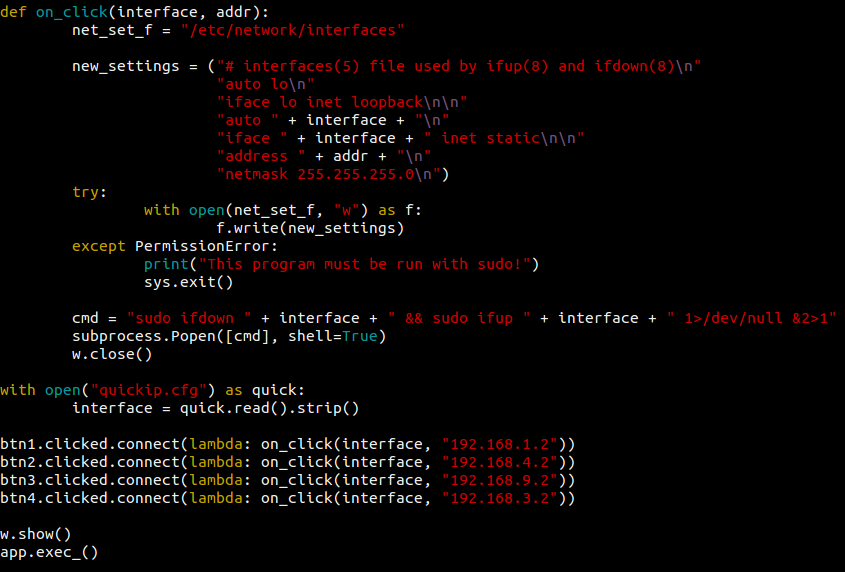 def on_click(interface, addr):
        net_set_f = "/etc/network/interfaces"

        new_settings = ("# interfaces(5) file used by ifup(8) and ifdown(8)\n"
                        "auto lo\n"
                        "iface lo inet loopback\n\n"
                        "auto " + interface + "\n"
                        "iface " + interface + " inet static\n\n"
                        "address " + addr + "\n"
                        "netmask 255.255.255.0\n")
        try:
                with open(net_set_f, "w") as f:
                        f.write(new_settings)
        except PermissionError:
                print("This program must be run with sudo!")
                sys.exit()

        cmd = "sudo ifdown " + interface + " && sudo ifup " + interface + " 1>/dev/null &2>1"
        subprocess.Popen([cmd], shell=True)
        w.close()

with open("quickip.cfg") as quick:
        interface = quick.read().strip()

btn1.clicked.connect(lambda: on_click(interface, "192.168.1.2"))
btn2.clicked.connect(lambda: on_click(interface, "192.168.4.2"))
btn3.clicked.connect(lambda: on_click(interface, "192.168.9.2"))
btn4.clicked.connect(lambda: on_click(interface, "192.168.3.2"))

w.show()
app.exec_()